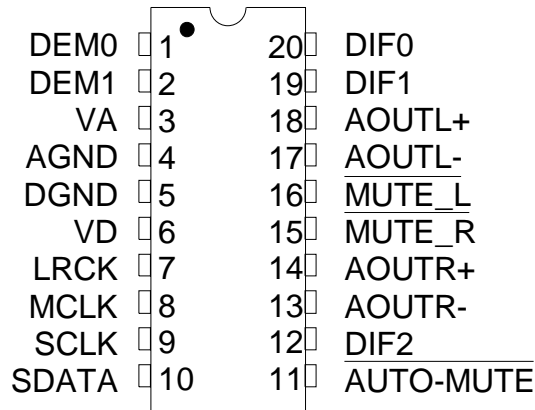 DEM0 1 20 DIF0
DEM1 2 19 DIF1
VA 3 18 AOUTL+
AGND 4 17 AOUTL-
DGND 5 16 MUTE_L
VD 6 15 MUTE_R
LRCK 7 14 AOUTR+
MCLK 8 13 AOUTR-
SCLK 9 12 DIF2
SDATA 10 11 AUTO-MUTE